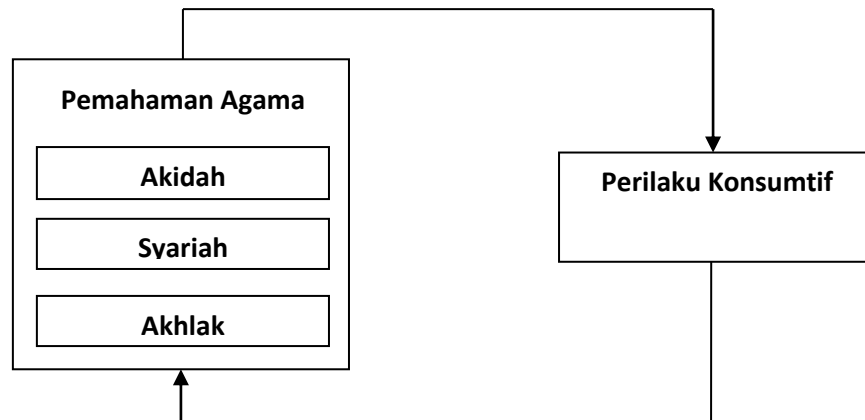 Pemahaman Agama
Akidah
Syariah
Akhlak
Perilaku Konsumtif